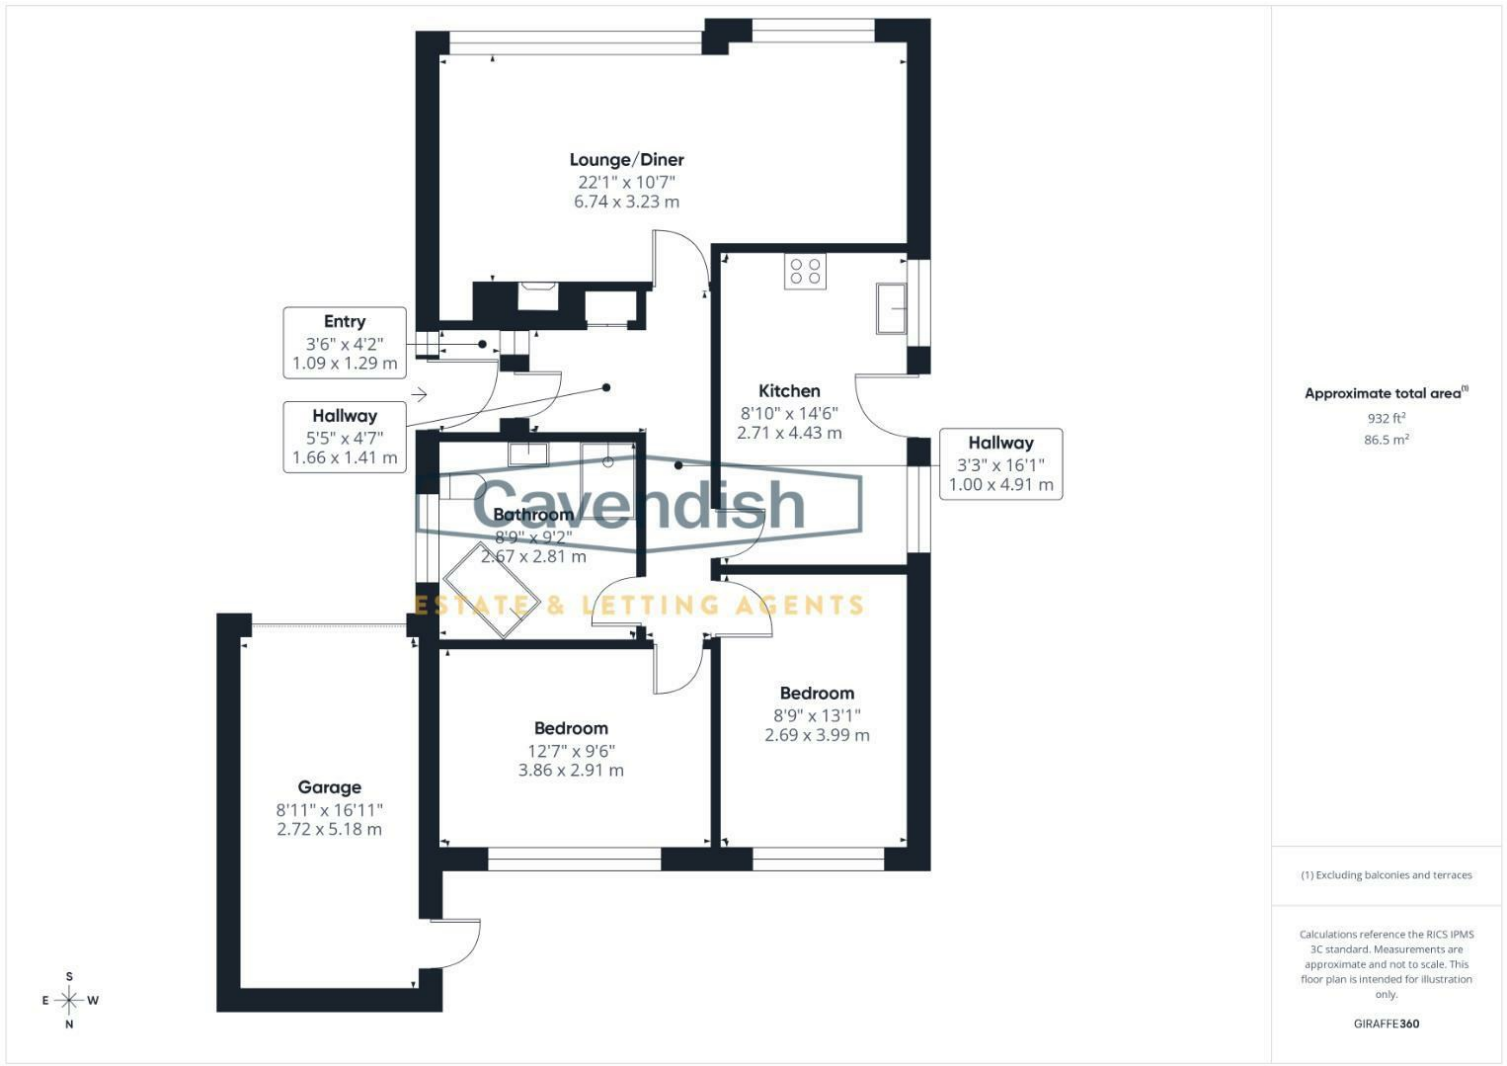 Lounge/Diner
22'1" x 10'7"
6.74 x 3.23 m
Entry
3'6" x 4'2"
1.09 x 1.29 m
Hallway
5'5" x 4'7"
1.66 x 1.41 m
Kitchen
8'10" x 14'6"
2.71 x 4.43 m
Hallway
3'3" x 16'1"
1.00 x 4.91 m
Cavendish
ESTATE & LETTING AGENTS
Bathroom
8'9" x 9'2"
2.67 x 2.81 m
Bedroom
8'9" x 13'1"
2.69 x 3.99 m
Bedroom
12'7" x 9'6"
3.86 x 2.91 m
Garage
8'11" x 16'11"
2.72 x 5.18 m
S
E W
N
Approximate total area(1)
932 ft²
86.5 m²
(1) Excluding balconies and terraces
Calculations reference the RICS IPMS
3C standard. Measurements are
approximate and not to scale. This
floor plan is intended for illustration
only.
GIRAFFE360